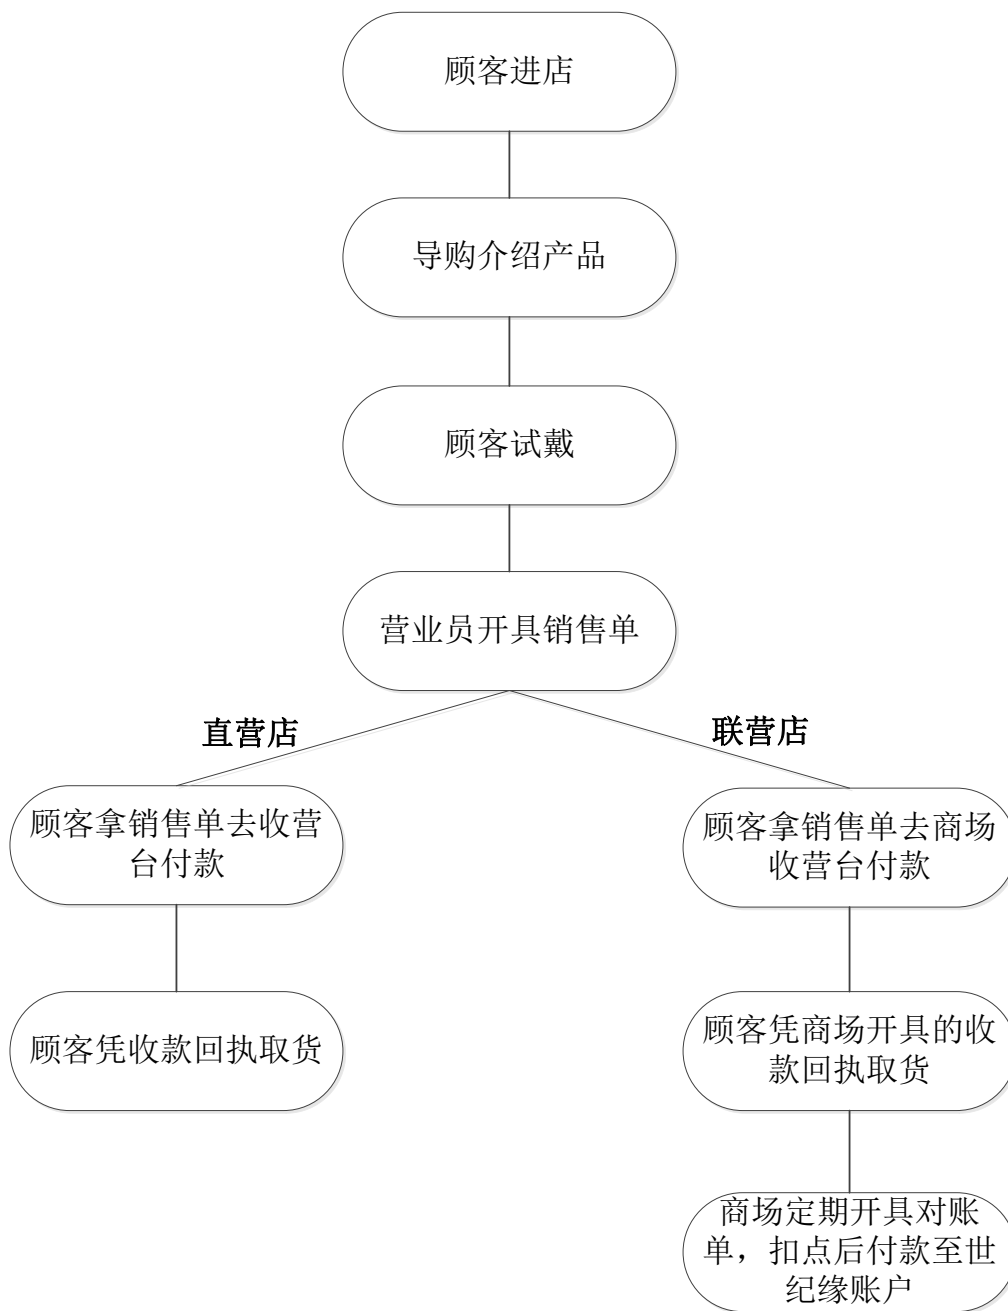 顾客进店
导购介绍产品
顾客试戴
营业员开具销售单
直营店
联营店
顾客拿销售单去收营
台付款
顾客拿销售单去商场
收营台付款
顾客凭收款回执取货
顾客凭商场开具的收
款回执取货
商场定期开具对账
单，扣点后付款至世
纪缘账户